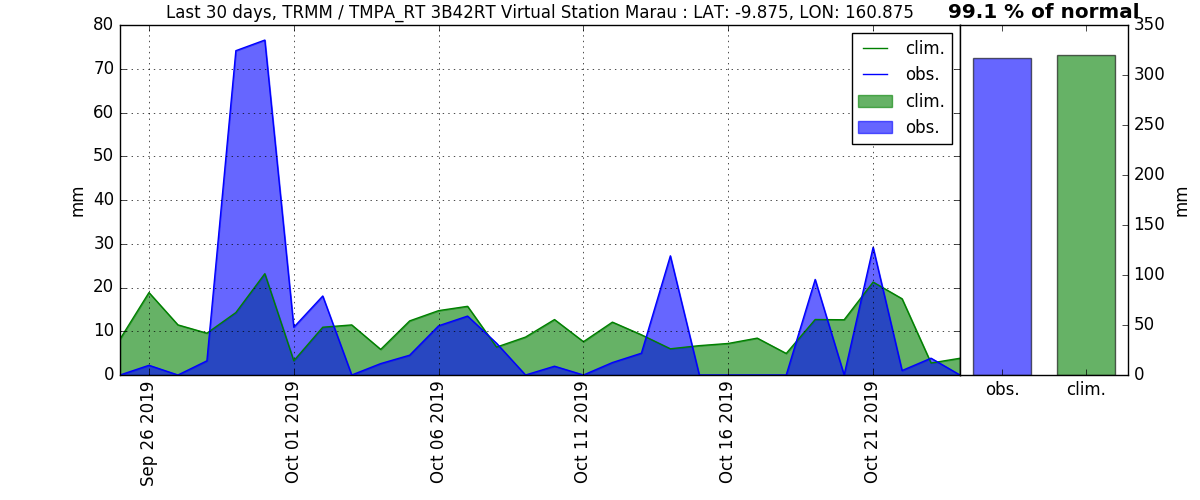 Last 30 days, TRMM / TMPA_RT 3B42RT Virtual Station Marau : LAT: -9.875, LON: 160.875
99.1 % of normal
80
70
60
50
40
30
20
10
0
mm
clim.
obs.
clim.
obs.
Sep 26 2019
Oct 01 2019
Oct 06 2019
Oct 11 2019
Oct 16 2019
Oct 21 2019
350
300
250
200
150
100
50
0
mm
obs.
clim.